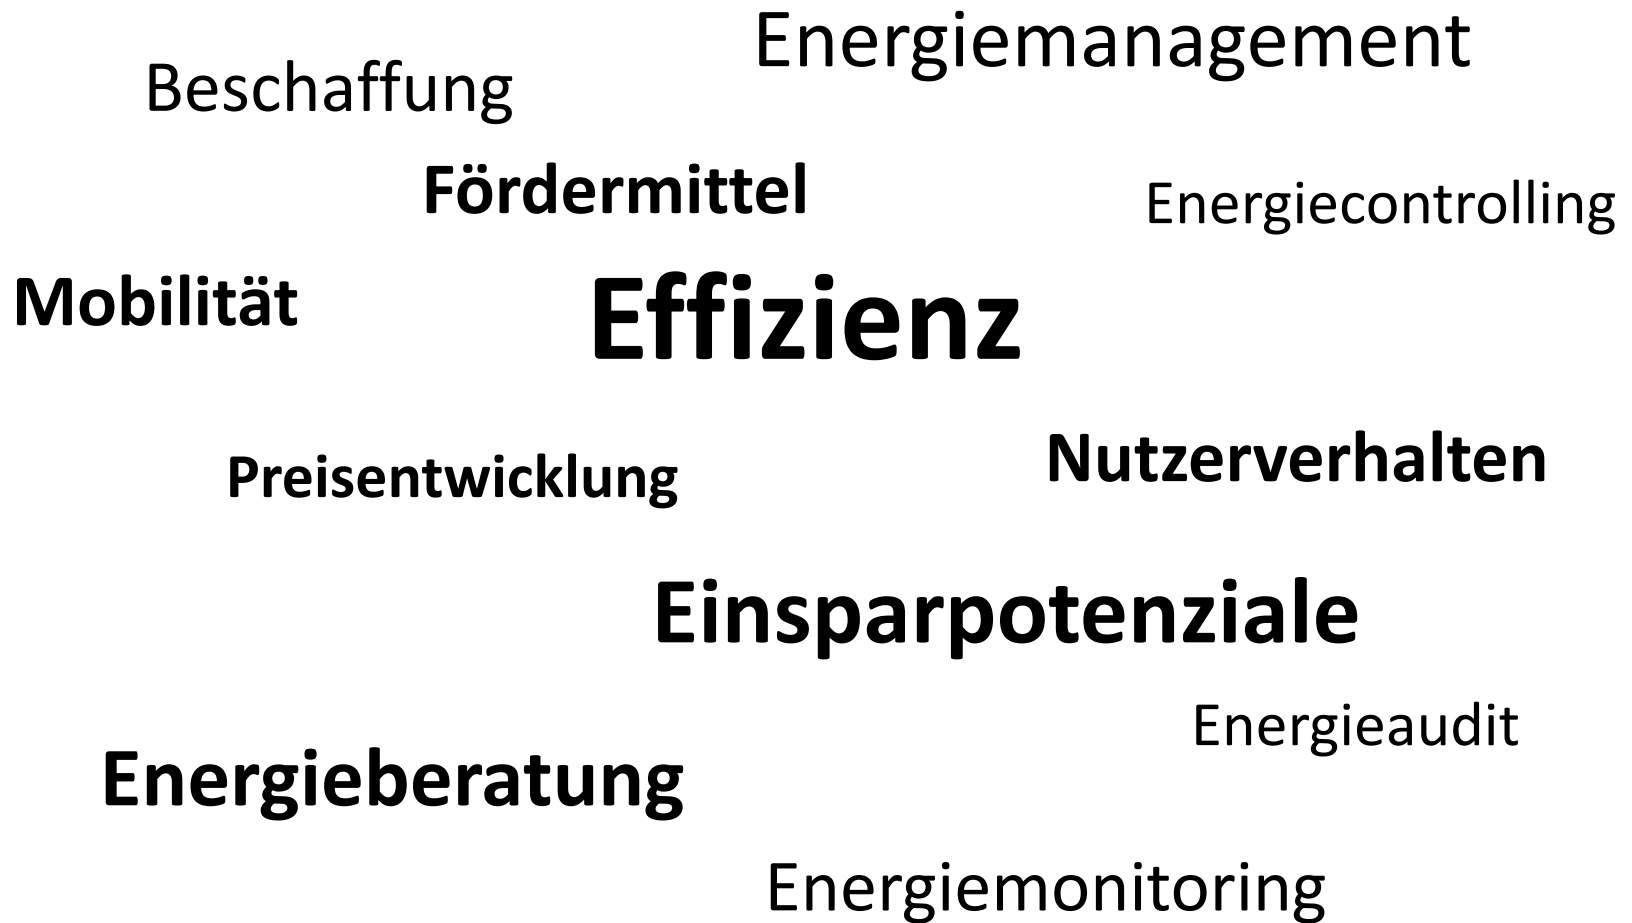 Energiemanagement
Beschaffung
Fördermittel
Energiecontrolling
Mobilität
Effizienz
Nutzerverhalten
Preisentwicklung
Einsparpotenziale
Energieaudit
Energieberatung
Energiemonitoring